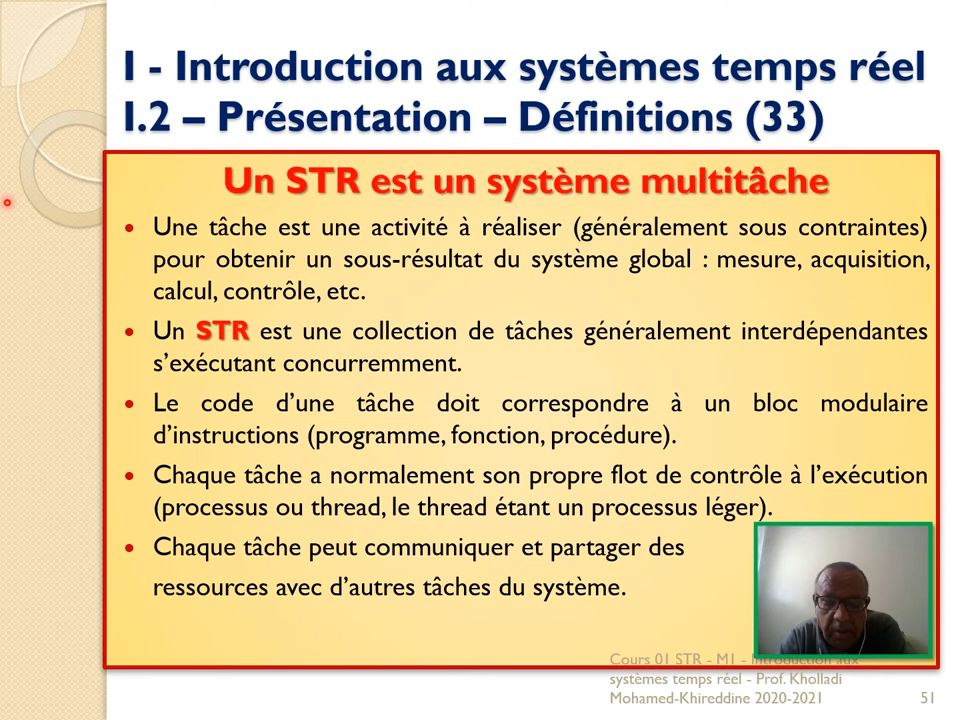 I - Introduction aux systèmes temps réel
I.2 – Présentation – Définitions (33)
Un STR est un système multitâche
• Une tâche est une activité à réaliser (généralement sous contraintes)
pour obtenir un sous-résultat du système global : mesure, acquisition,
calcul, contrôle, etc.
• Un STR est une collection de tâches généralement interdépendantes
s’exécutant concurremment.
• Le code d’une tâche doit correspondre à un bloc modulaire
d’instructions (programme, fonction, procédure).
• Chaque tâche a normalement son propre flot de contrôle à l’exécution
(processus ou thread, le thread étant un processus léger).
• Chaque tâche peut communiquer et partager des
ressources avec d’autres tâches du système.
Cours 01 STR - M1 - Introduction aux
systèmes temps réel - Prof. Kholladi
Mohamed-Khireddine 2020-2021
51